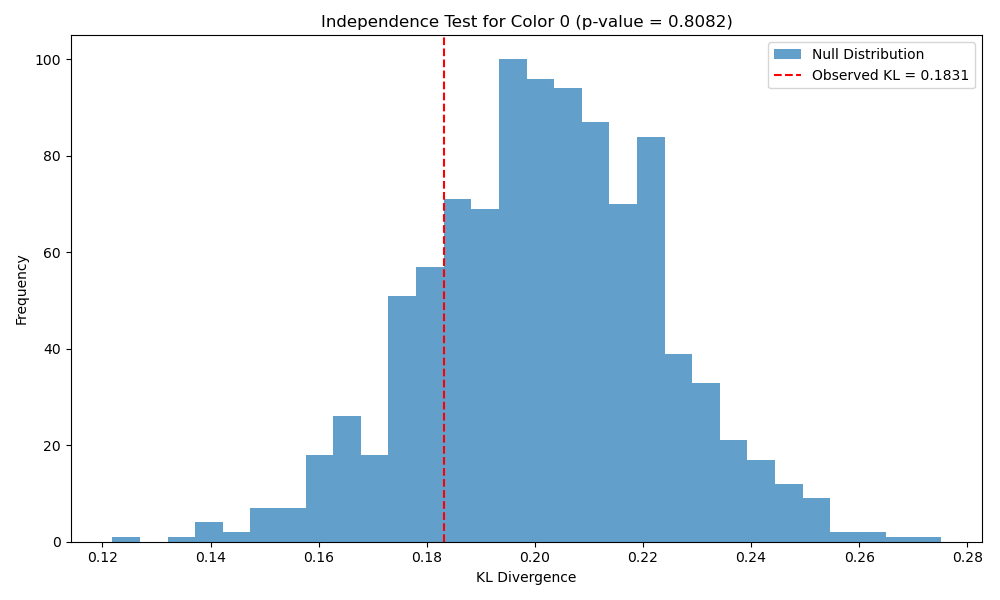 Independence Test for Color 0 (p-value = 0.8082)
Null Distribution
Observed KL = 0.1831
Frequency
100
80
60
40
20
0
0.12 0.14 0.16 0.18 0.20 0.22 0.24 0.26 0.28
KL Divergence